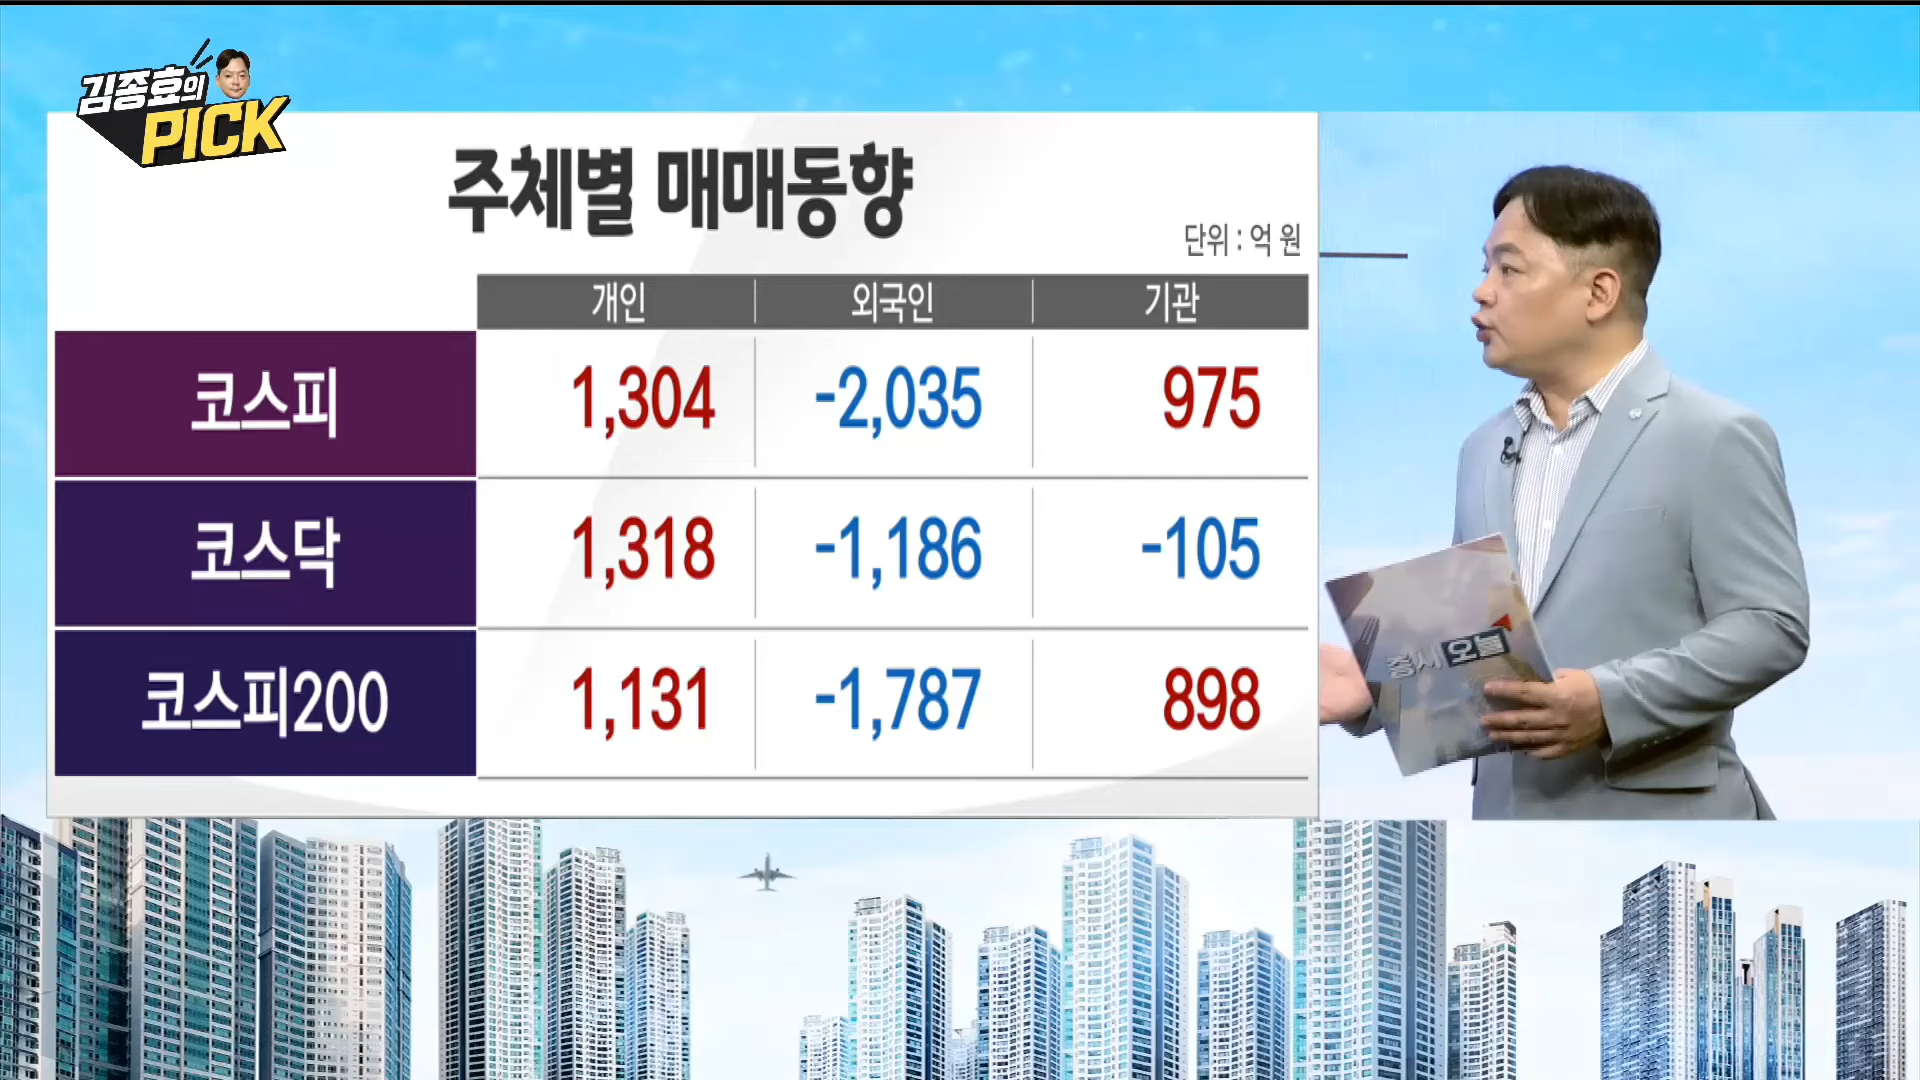 김종효의
PICK
주체별 매매동향
단위 : 억 원
개인 외국인 기관
코스피 1,304 -2,035 975
코스닥 1,318 -1,186 -105
코스피200 1,131 -1,787 898
증시오늘